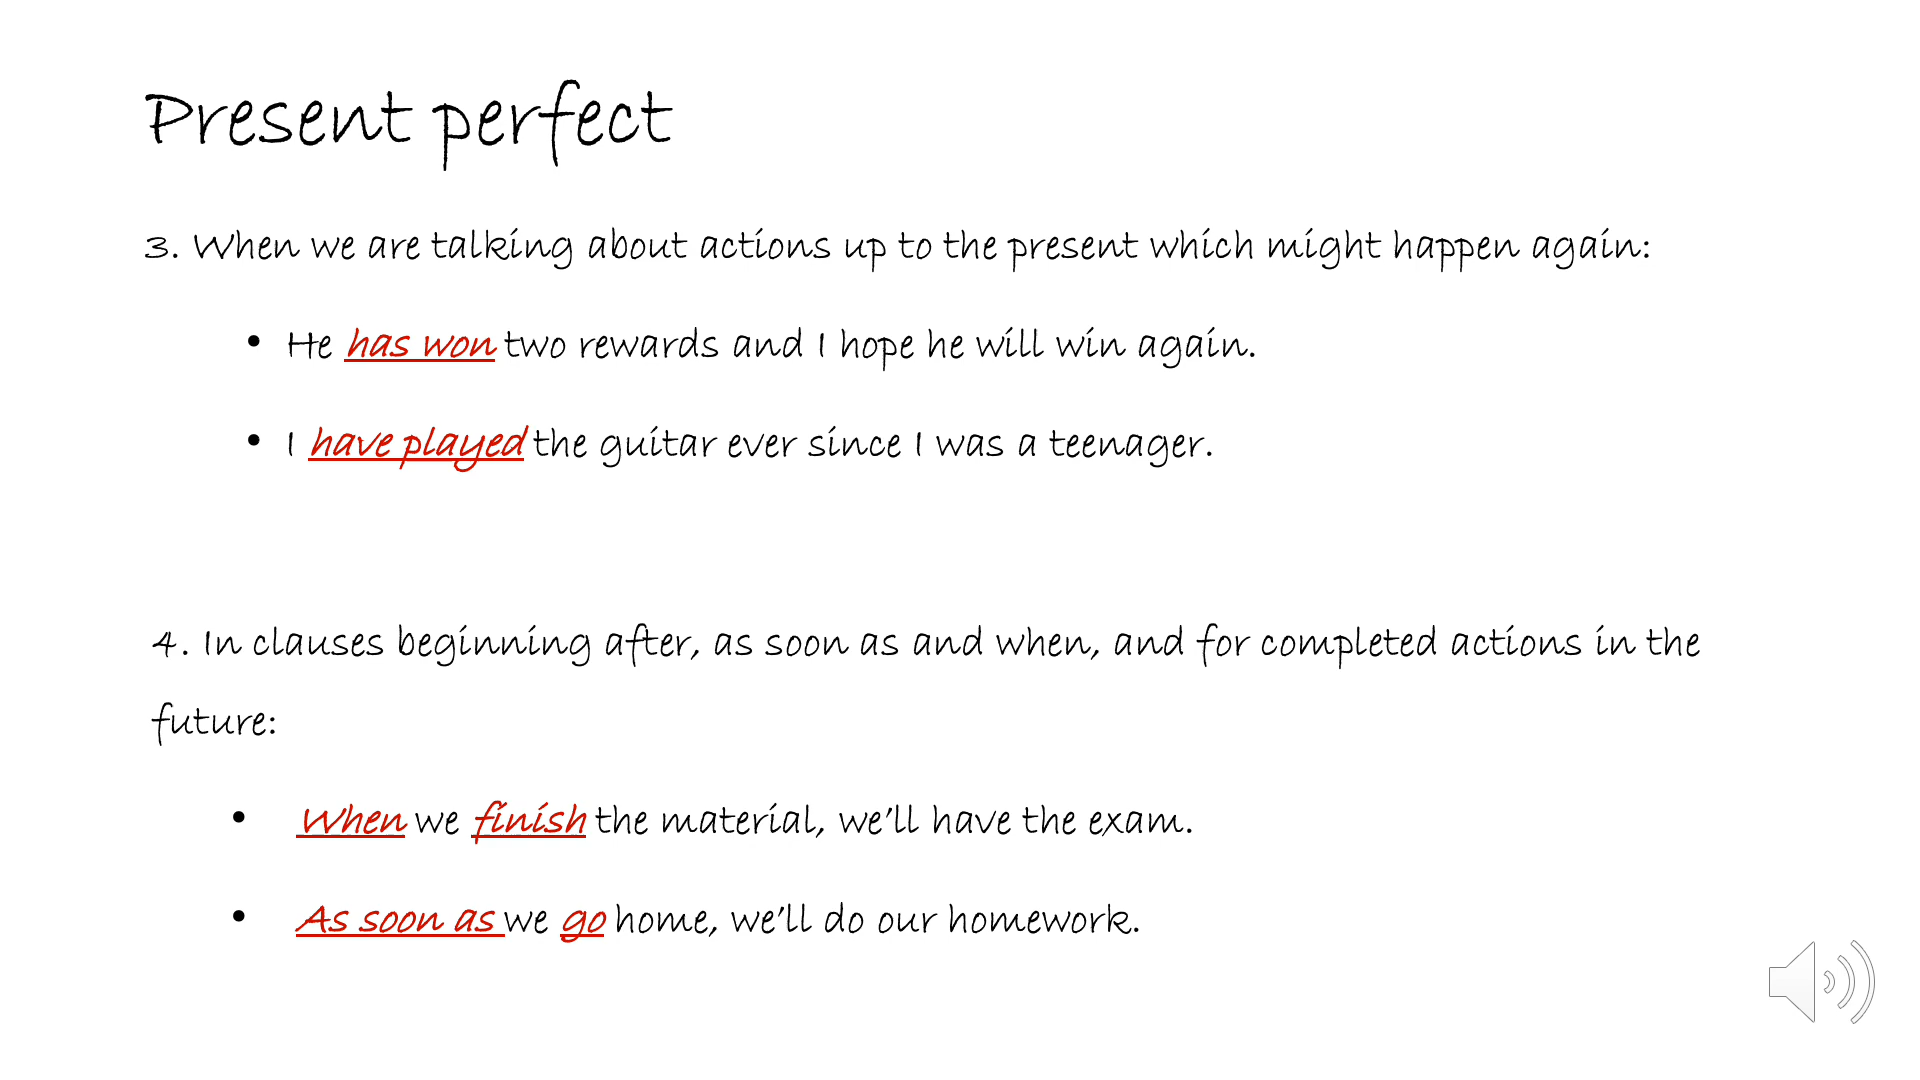 Present perfect
3. When we are talking about actions up to the present which might happen again:
• He has won two rewards and I hope he will win again.
• I have played the guitar ever since I was a teenager.
4. In clauses beginning after, as soon as and when, and for completed actions in the
future:
• When we finish the material, we'll have the exam.
• As soon as we go home, we'll do our homework.